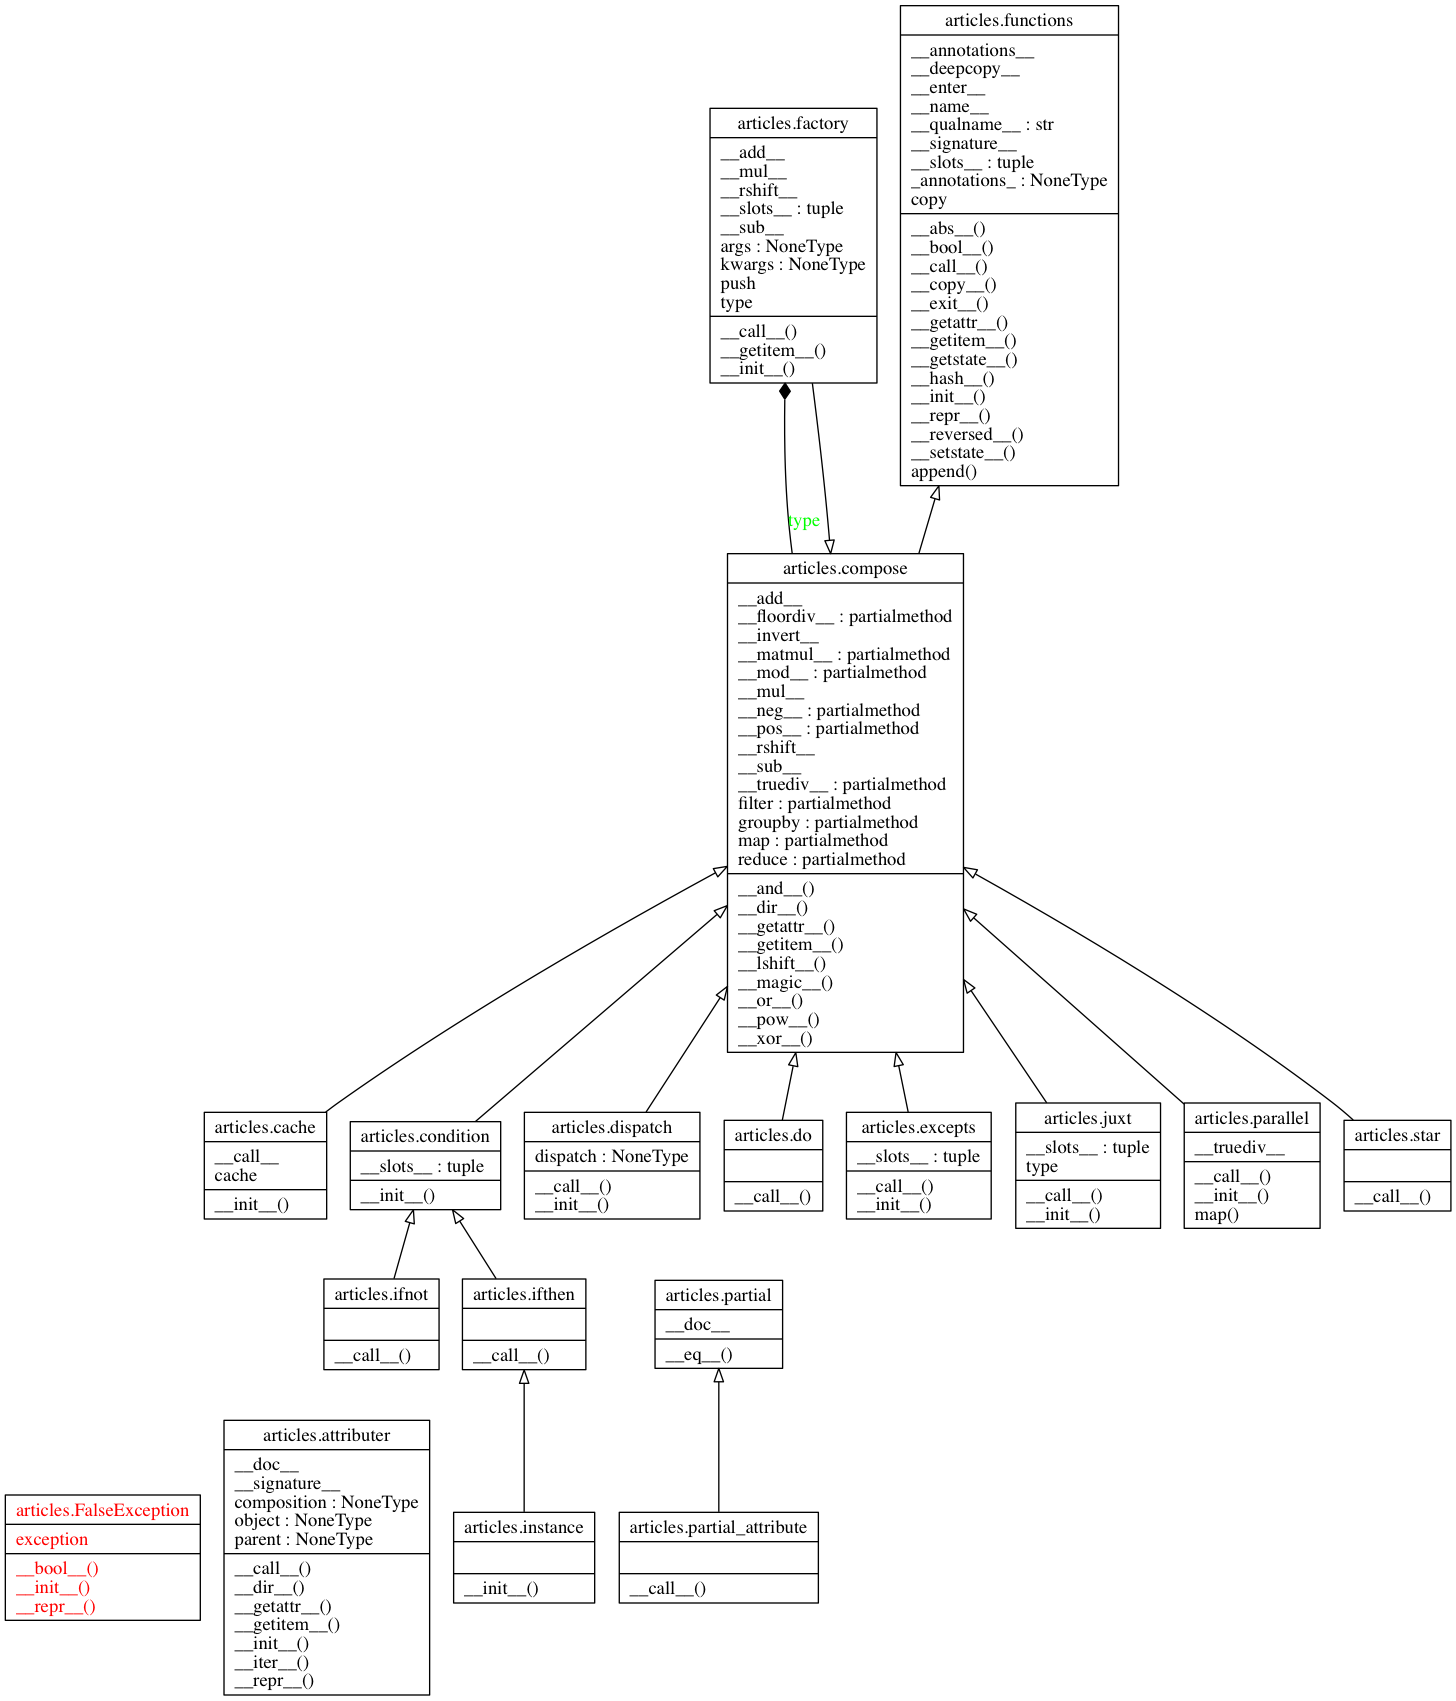 articles.functions
__annotations__
__deepcopy__
__enter__
__name__
__qualname__ : str
__signature__
__slots__ : tuple
_annotations_ : NoneType
copy
__abs__()
__bool__()
__call__()
__copy__()
__exit__()
__getattr__()
__getitem__()
__getstate__()
__hash__()
__init__()
__repr__()
__reversed__()
__setstate__()
append()
articles.factory
__add__
__mul__
__rshift__
__slots__ : tuple
__sub__
args : NoneType
kwargs : NoneType
push
type
__call__()
__getitem__()
__init__()
type
articles.compose
__add__
__floordiv__ : partialmethod
__invert__
__matmul__ : partialmethod
__mod__ : partialmethod
__mul__
__neg__ : partialmethod
__pos__ : partialmethod
__rshift__
__sub__
__truediv__ : partialmethod
filter : partialmethod
groupby : partialmethod
map : partialmethod
reduce : partialmethod
__and__()
__dir__()
__getattr__()
__getitem__()
__lshift__()
__magic__()
__or__()
__pow__()
__xor__()
articles.cache
__call__
cache
__init__()
articles.condition
__slots__ : tuple
__init__()
articles.dispatch
dispatch : NoneType
__call__()
__init__()
articles.do
__call__()
articles.excepts
__slots__ : tuple
__call__()
__init__()
articles.juxt
__slots__ : tuple
type
__call__()
__init__()
articles.parallel
__truediv__
__call__()
__init__()
map()
articles.star
__call__()
articles.ifnot
__call__()
articles.ifthen
__call__()
articles.partial
__doc__
__eq__()
articles.FalseException
exception
__bool__()
__init__()
__repr__()
articles.attributer
__doc__
__signature__
composition : NoneType
object : NoneType
parent : NoneType
__call__()
__dir__()
__getattr__()
__getitem__()
__init__()
__iter__()
__repr__()
articles.instance
__init__()
articles.partial_attribute
__call__()